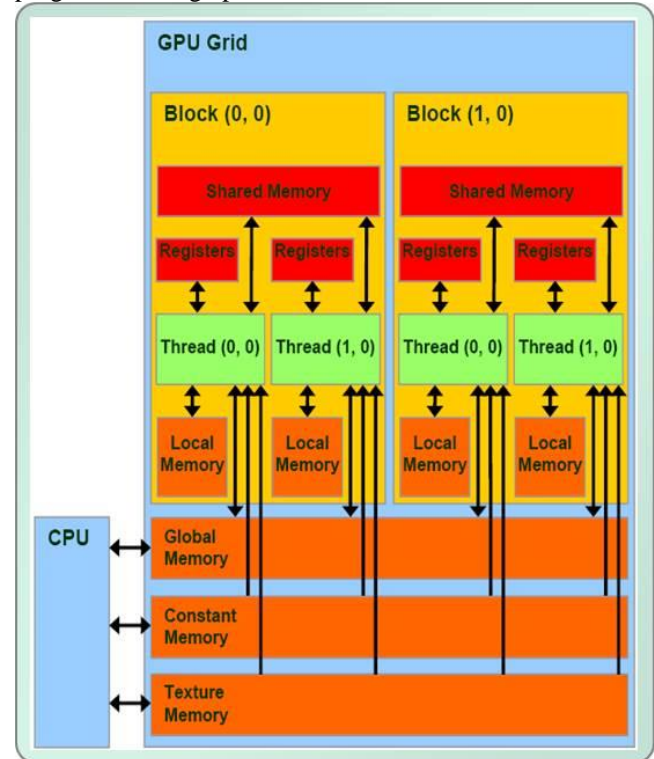 GPU Grid
Block (0, 0)
Block (1, 0)
Shared Memory
Shared Memory
Registers
Registers
Registers
Registers
Thread (0, 0)
Thread (1, 0)
Thread (0, 0)
Thread (1, 0)
Local
Memory
Local
Memory
Local
Memory
Local
Memory
CPU
Global
Memory
Constant
Memory
Texture
Memory